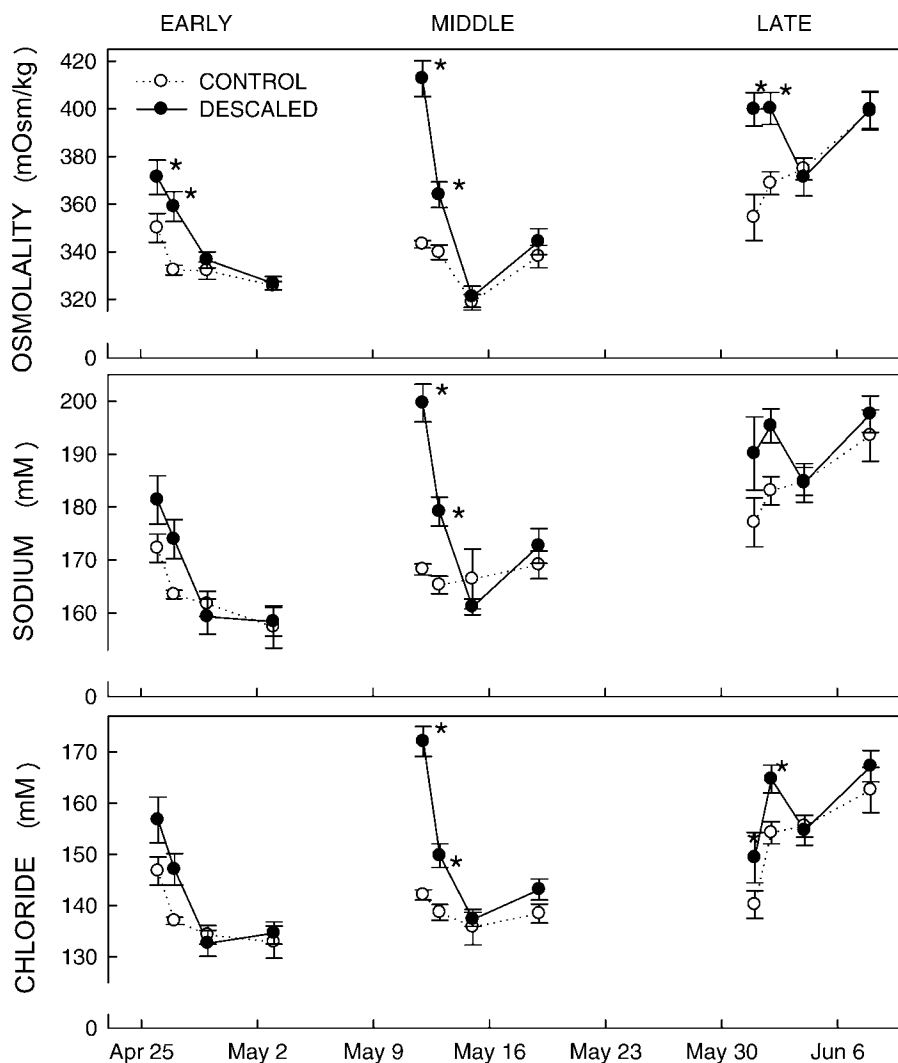 EARLY MIDDLE LATE
OSMOLALITY (mOsm/kg)
420
400
380
360
340
320
0
CONTROL
DESCALED
* * * * * *
SODIUM (mM)
200
190
180
170
160
0
* *
CHLORIDE (mM)
170
160
150
140
130
0
* * * *
Apr 25 May 2 May 9 May 16 May 23 May 30 Jun 6